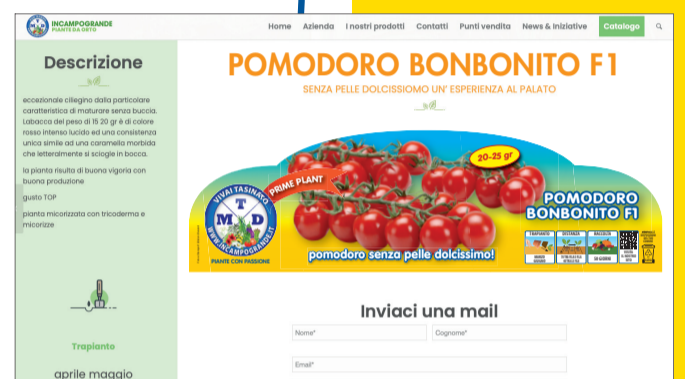 INCAMPOGRANDE
PIANTE DA ORTO
Home Azienda I nostri prodotti Contatti Punti vendita News & Iniziative Catalogo
Descrizione
eccezionale cilegino dalla particolare
caratteristica di maturare senza buccia.
Labacca del peso di 15 20 gr è di colore
rosso intenso lucido ed una consistenza
unica simile ad una caramella morbida
che letteralmente si scioglie in bocca.
la pianta risulta di buona vigoria con
buona produzione
gusto TOP
pianta micorizzata con tricoderma e
micorizze
Trapianto
aprile maggio
POMODORO BONBONITO F1
SENZA PELLE DOLCISSIOMO UN' ESPERIENZA AL PALATO
20-25 gr
PRIME PLANT
VIVAI TASINATO
T
M D
WWW.INCAMPOGRANDE.IT
PIANTE CON PASSIONE
POMODORO
BONBONITO F1
TRAPIANTO DISTANZA RACCOLTA
pomodoro senza pelle dolcissimo!
Inviaci una mail
Nome* Cognome*
Email*